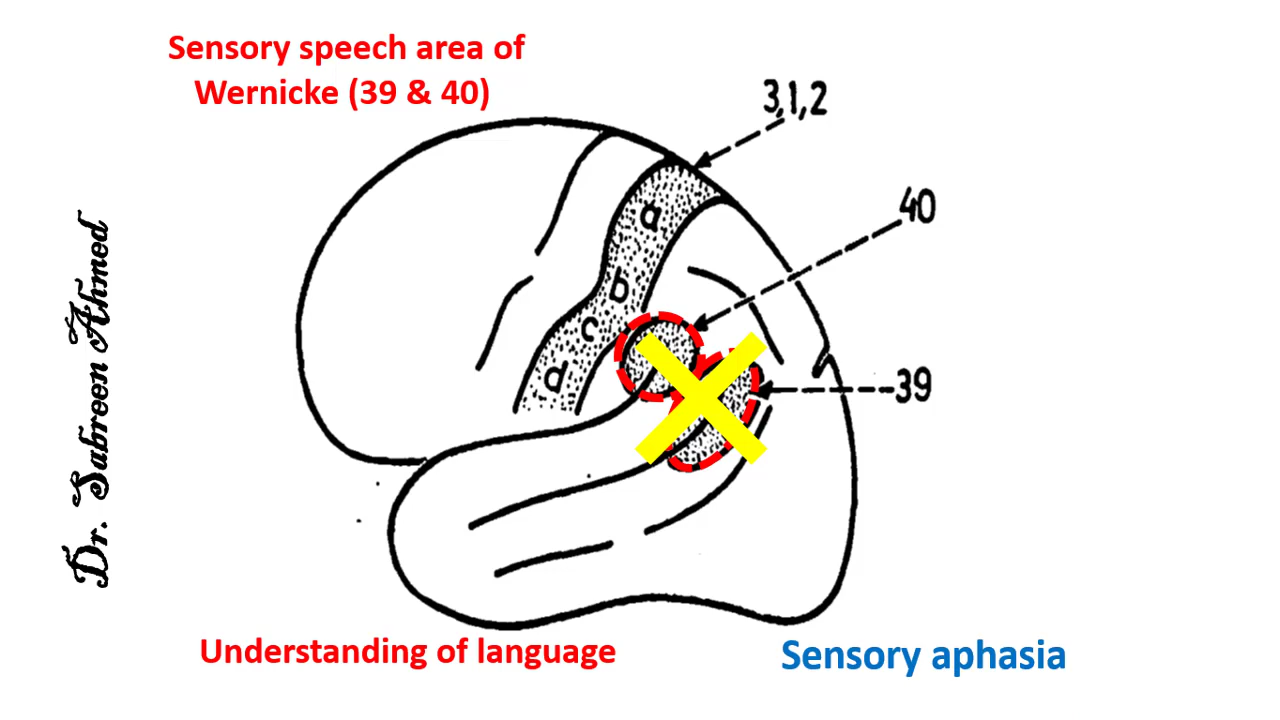 Sensory speech area of
Wernicke (39 & 40)
3,1,2
40
39
a
b
c
d
Dr. Sabreen Ahmed
Understanding of language
Sensory aphasia